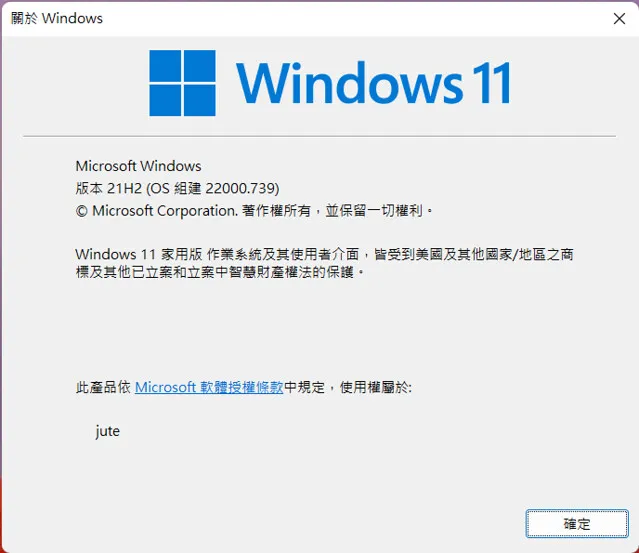 關於 Windows
Windows 11
Microsoft Windows
版本 21H2 (OS 組建 22000.739)
© Microsoft Corporation. 著作權所有，並保留一切權利。
Windows 11 家用版 作業系統及其使用者介面，皆受到美國及其他國家/地區之商
標及其他已立案和立案中智慧財產權法的保護。
此產品依 Microsoft 軟體授權條款中規定，使用權屬於:
jute
確定